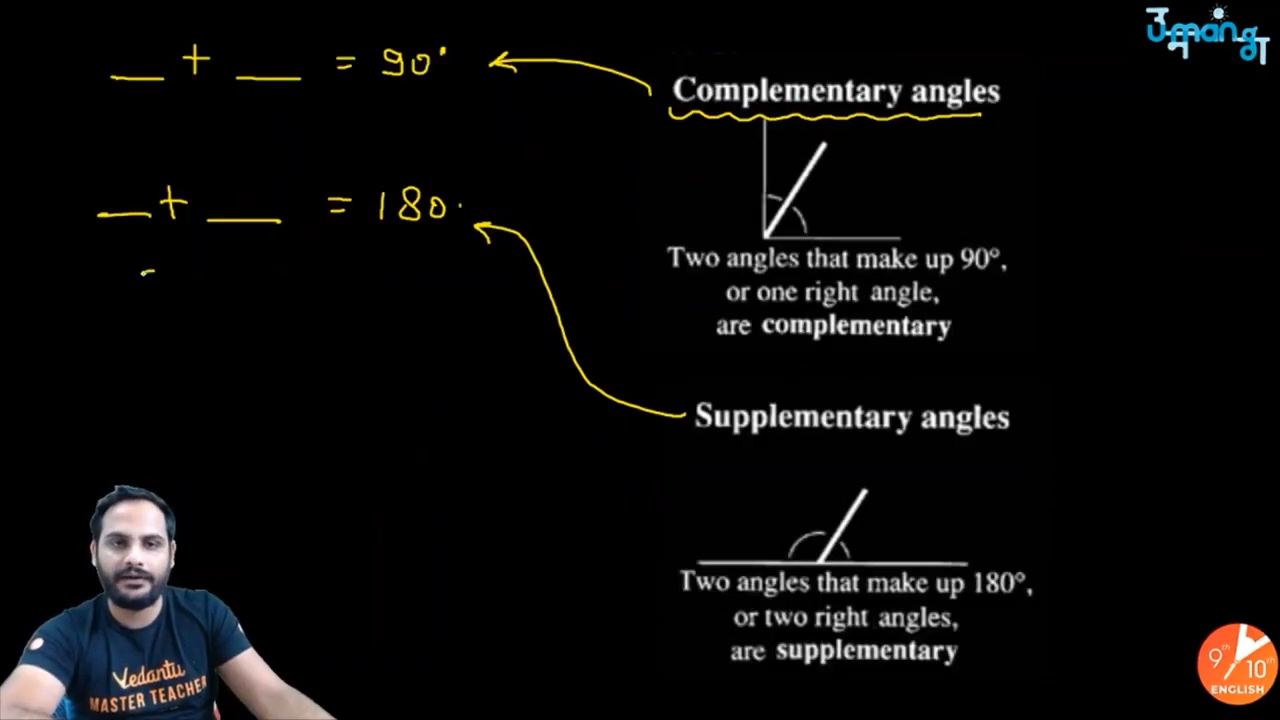 __ + __ = 90°
__ + __ = 180°
Complementary angles
Two angles that make up 90°,
or one right angle,
are complementary
Supplementary angles
Two angles that make up 180°,
or two right angles,
are supplementary
Vedantu
MASTER TEACHER
9th 10th
ENGLISH